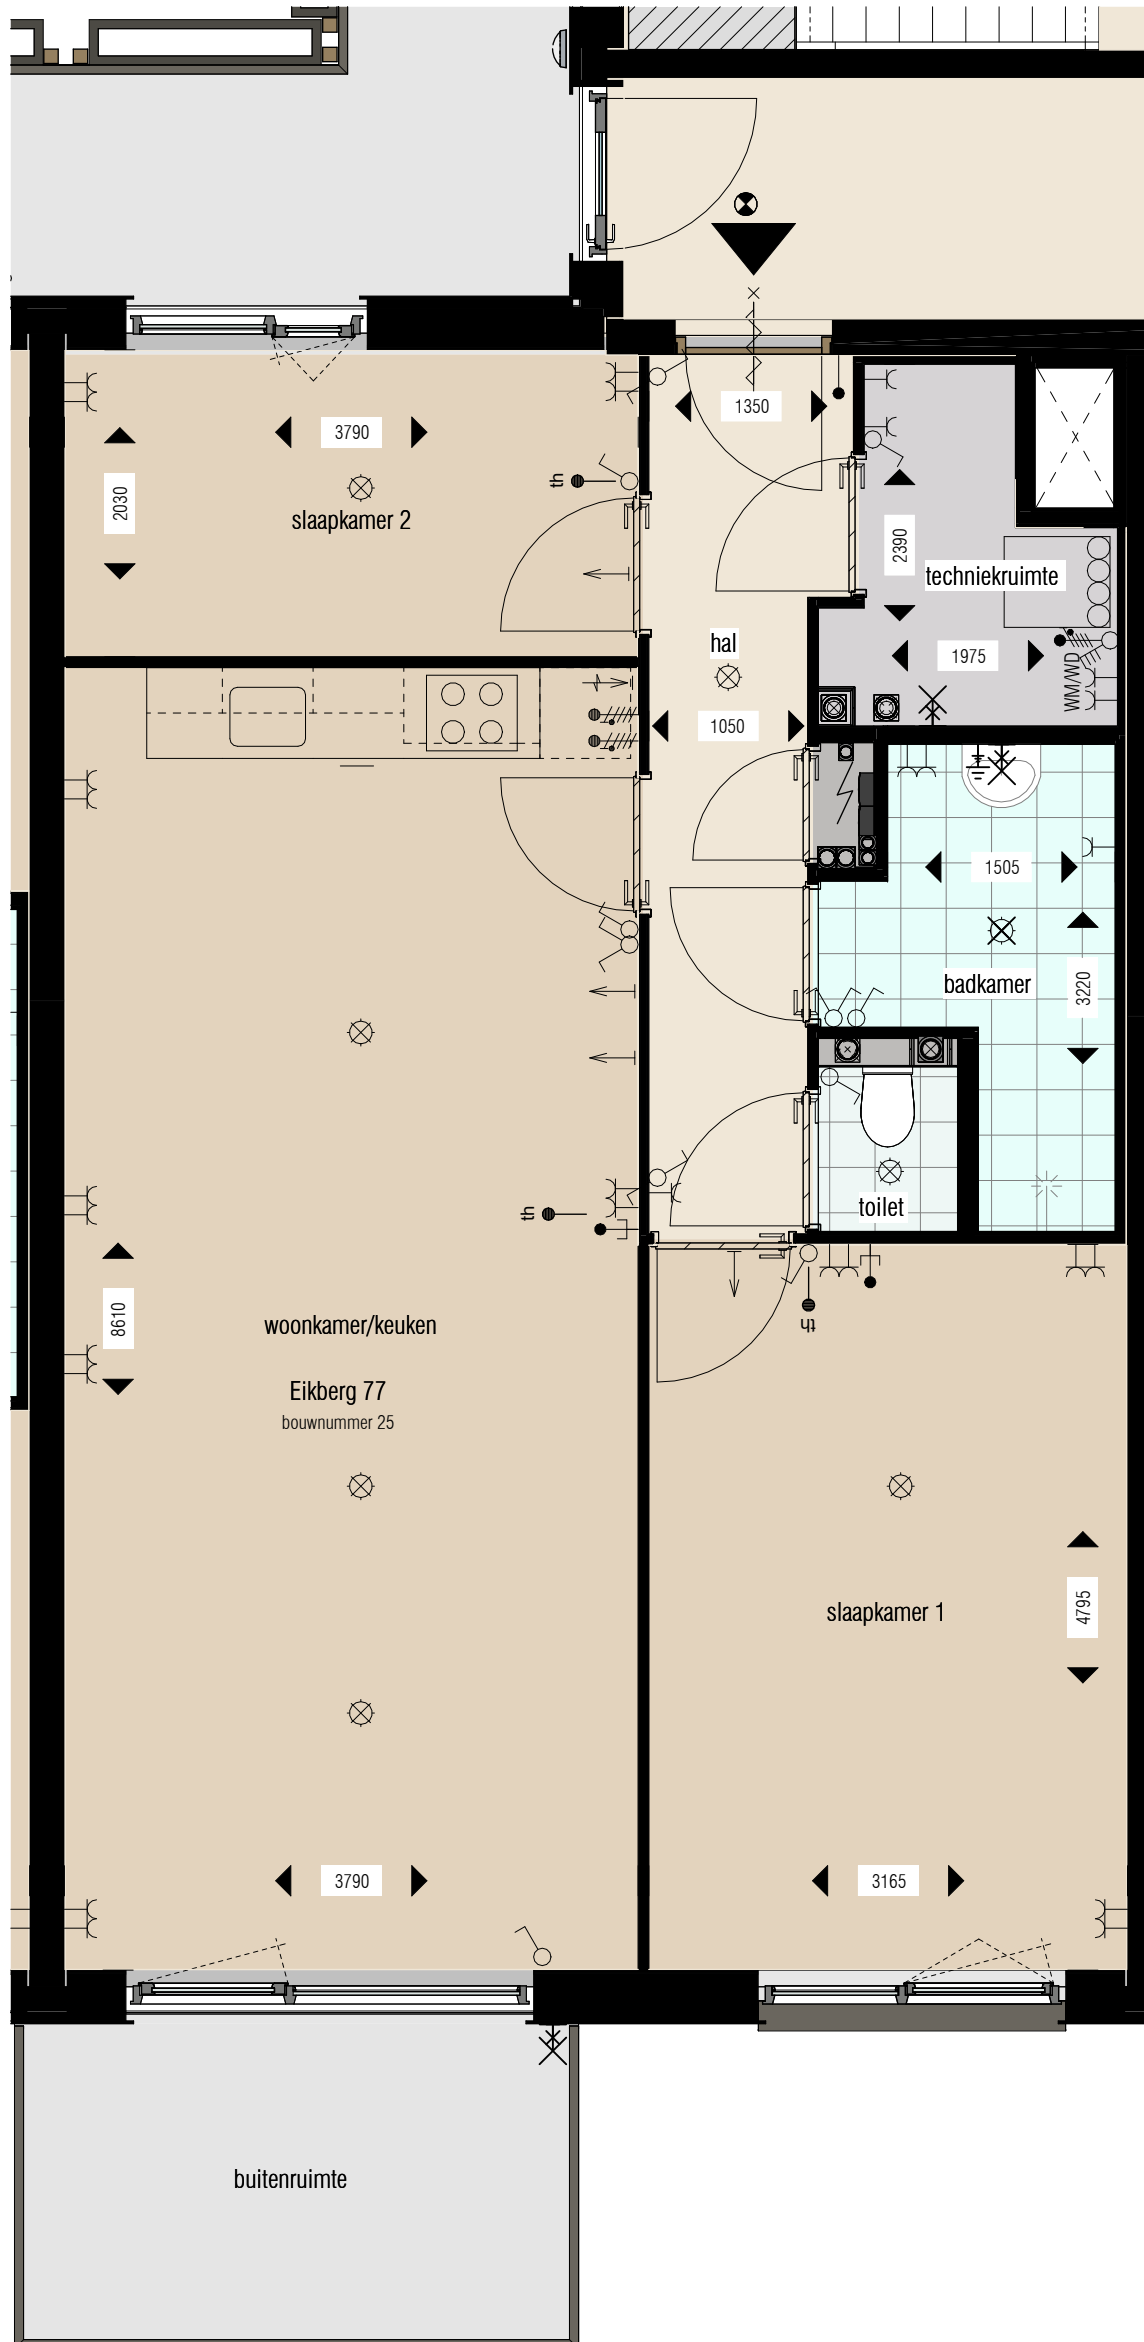 1350
3790
th
2030
slaapkamer 2
2390
techniekruimte
hal
1975
WM/WD
1050
1505
badkamer
3220
toilet
th
th
8610
woonkamer/keuken
Eikberg 77
bouwnummer 25
slaapkamer 1
4795
3790
3165
buitenruimte